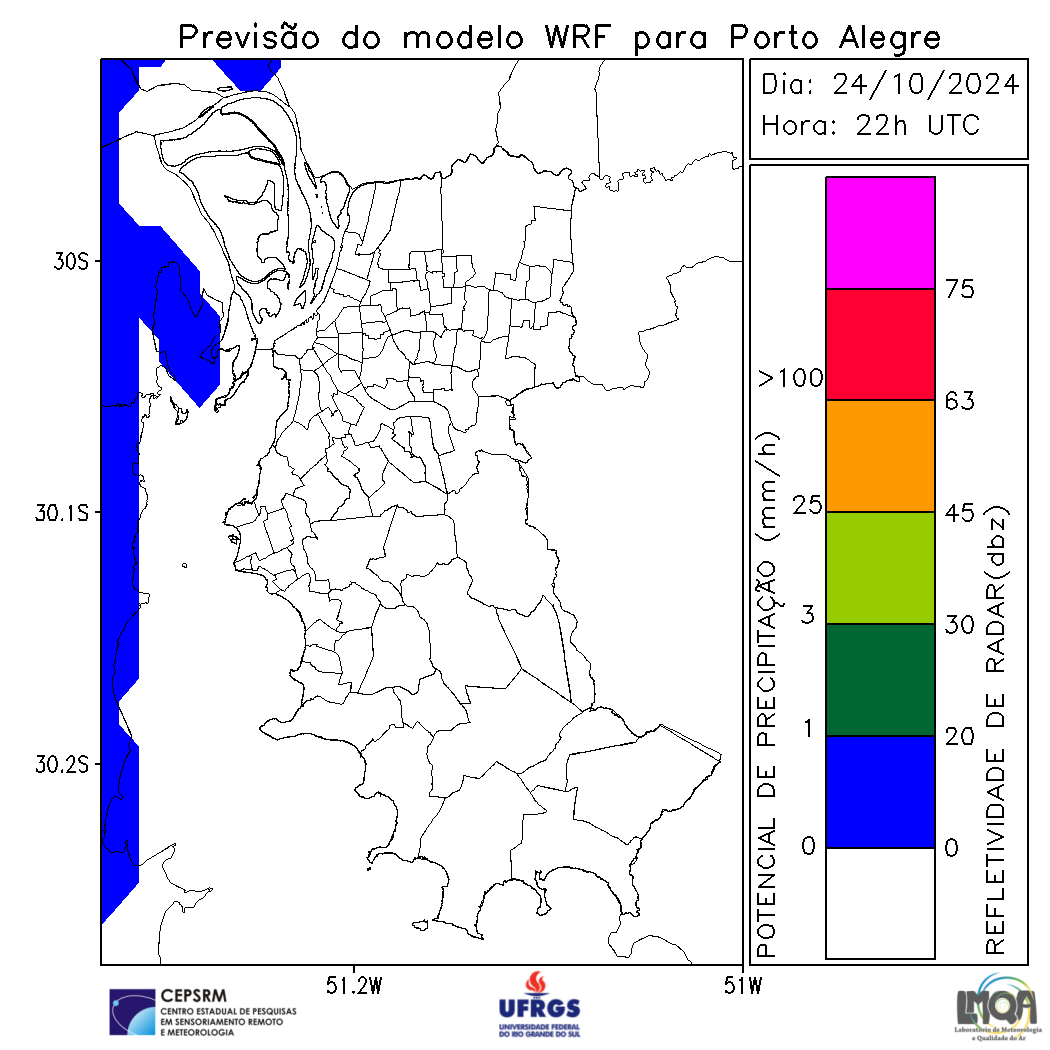 Previsão do modelo WRF para Porto Alegre
Dia: 24/10/2024
Hora: 22h UTC
30S
30.1S
30.2S
51.2W
51W
POTENCIAL DE PRECIPITAÇÃO (mm/h)
>100
25
3
1
0
75
63
45
30
20
0
REFLETIVIDADE DE RADAR(dbz)
CEPSRM
CENTRO ESTADUAL DE PESQUISAS
EM SENSORIAMENTO REMOTO
E METEOROLOGIA
UFRGS
UNIVERSIDADE FEDERAL
DO RIO GRANDE DO SUL
LMQA
Laboratório de Meteorologia
e Qualidade do Ar